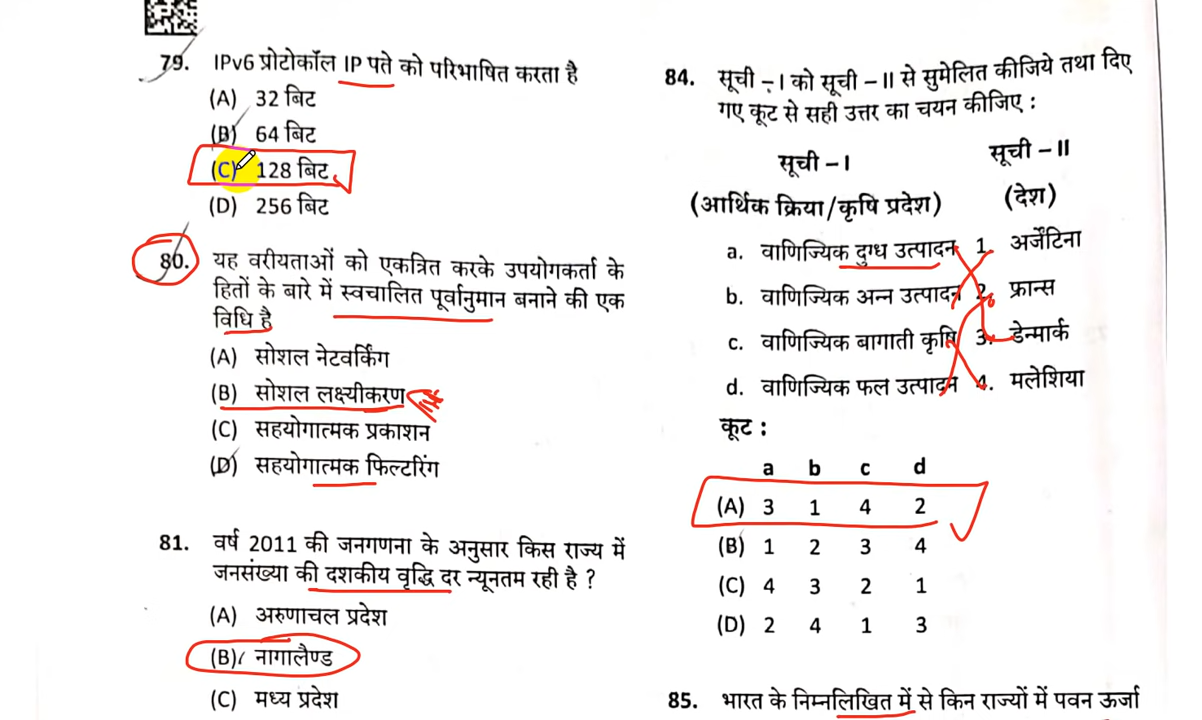 79. IPv6 प्रोटोकॉल IP पते को परिभाषित करता है
(A) 32 बिट
(B) 64 बिट
(C) 128 बिट
(D) 256 बिट
80. यह वरीयताओं को एकत्रित करके उपयोगकर्ता के
हितों के बारे में स्वचालित पूर्वानुमान बनाने की एक
विधि है
(A) सोशल नेटवर्किंग
(B) सोशल लक्ष्यीकरण
(C) सहयोगात्मक प्रकाशन
(D) सहयोगात्मक फिल्टरिंग
81. वर्ष 2011 की जनगणना के अनुसार किस राज्य में
जनसंख्या की दशकीय वृद्धि दर न्यूनतम रही है ?
(A) अरुणाचल प्रदेश
(B) नागालैण्ड
(C) मध्य प्रदेश
84. सूची -I को सूची -II से सुमेलित कीजिये तथा दिए
गए कूट से सही उत्तर का चयन कीजिए :
सूची -I सूची -II
(आर्थिक क्रिया/कृषि प्रदेश) (देश)
a. वाणिज्यिक दुग्ध उत्पादन 1. अर्जेंटिना
b. वाणिज्यिक अन्न उत्पादन 2. फ्रान्स
c. वाणिज्यिक बागाती कृषि 3. डेन्मार्क
d. वाणिज्यिक फल उत्पादन 4. मलेशिया
कूट :
a b c d
(A) 3 1 4 2
(B) 1 2 3 4
(C) 4 3 2 1
(D) 2 4 1 3
85. भारत के निम्नलिखित में से किन राज्यों में पवन ऊर्जा